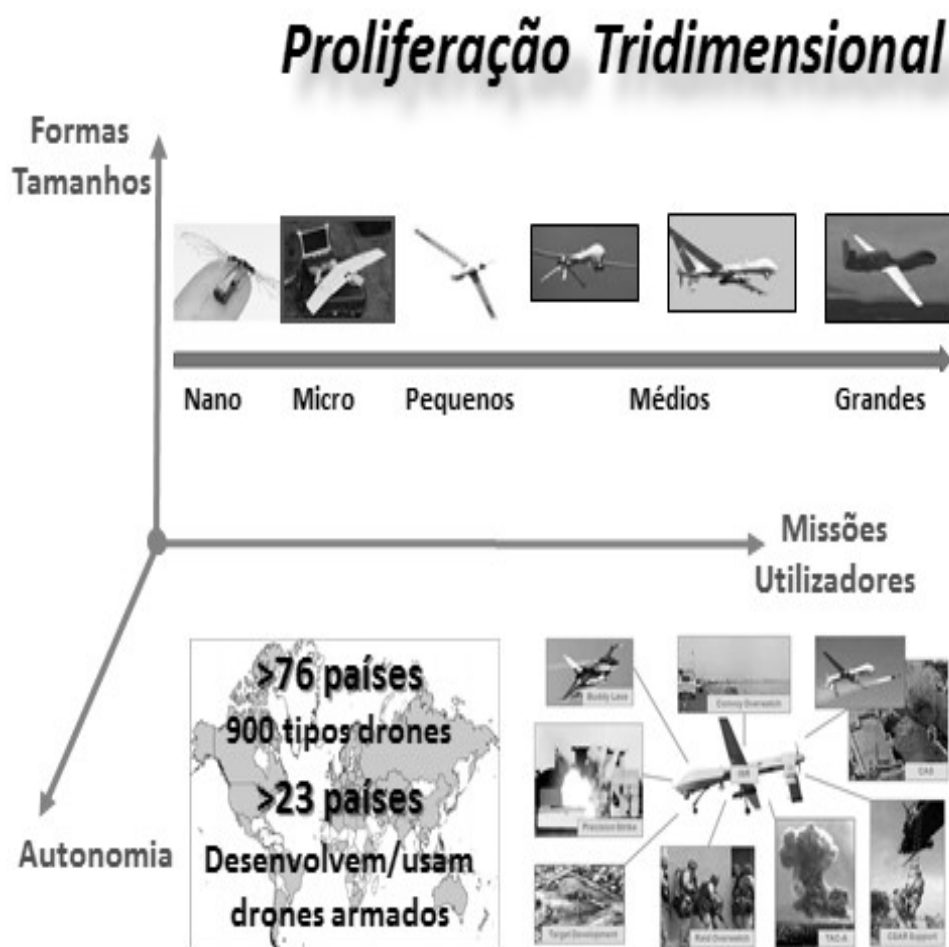 Proliferação Tridimensional
Formas
Tamanhos
Nano
Micro
Pequenos
Médios
Grandes
Missões
Utilizadores
Autonomia
>76 países
900 tipos drones
>23 países
Desenvolvem/usam
drones armados
Buddy Lase
Convoy Overwatch
CAS
Precision Strike
Target Development
Raid Overwatch
TAC-A
CSAR Support